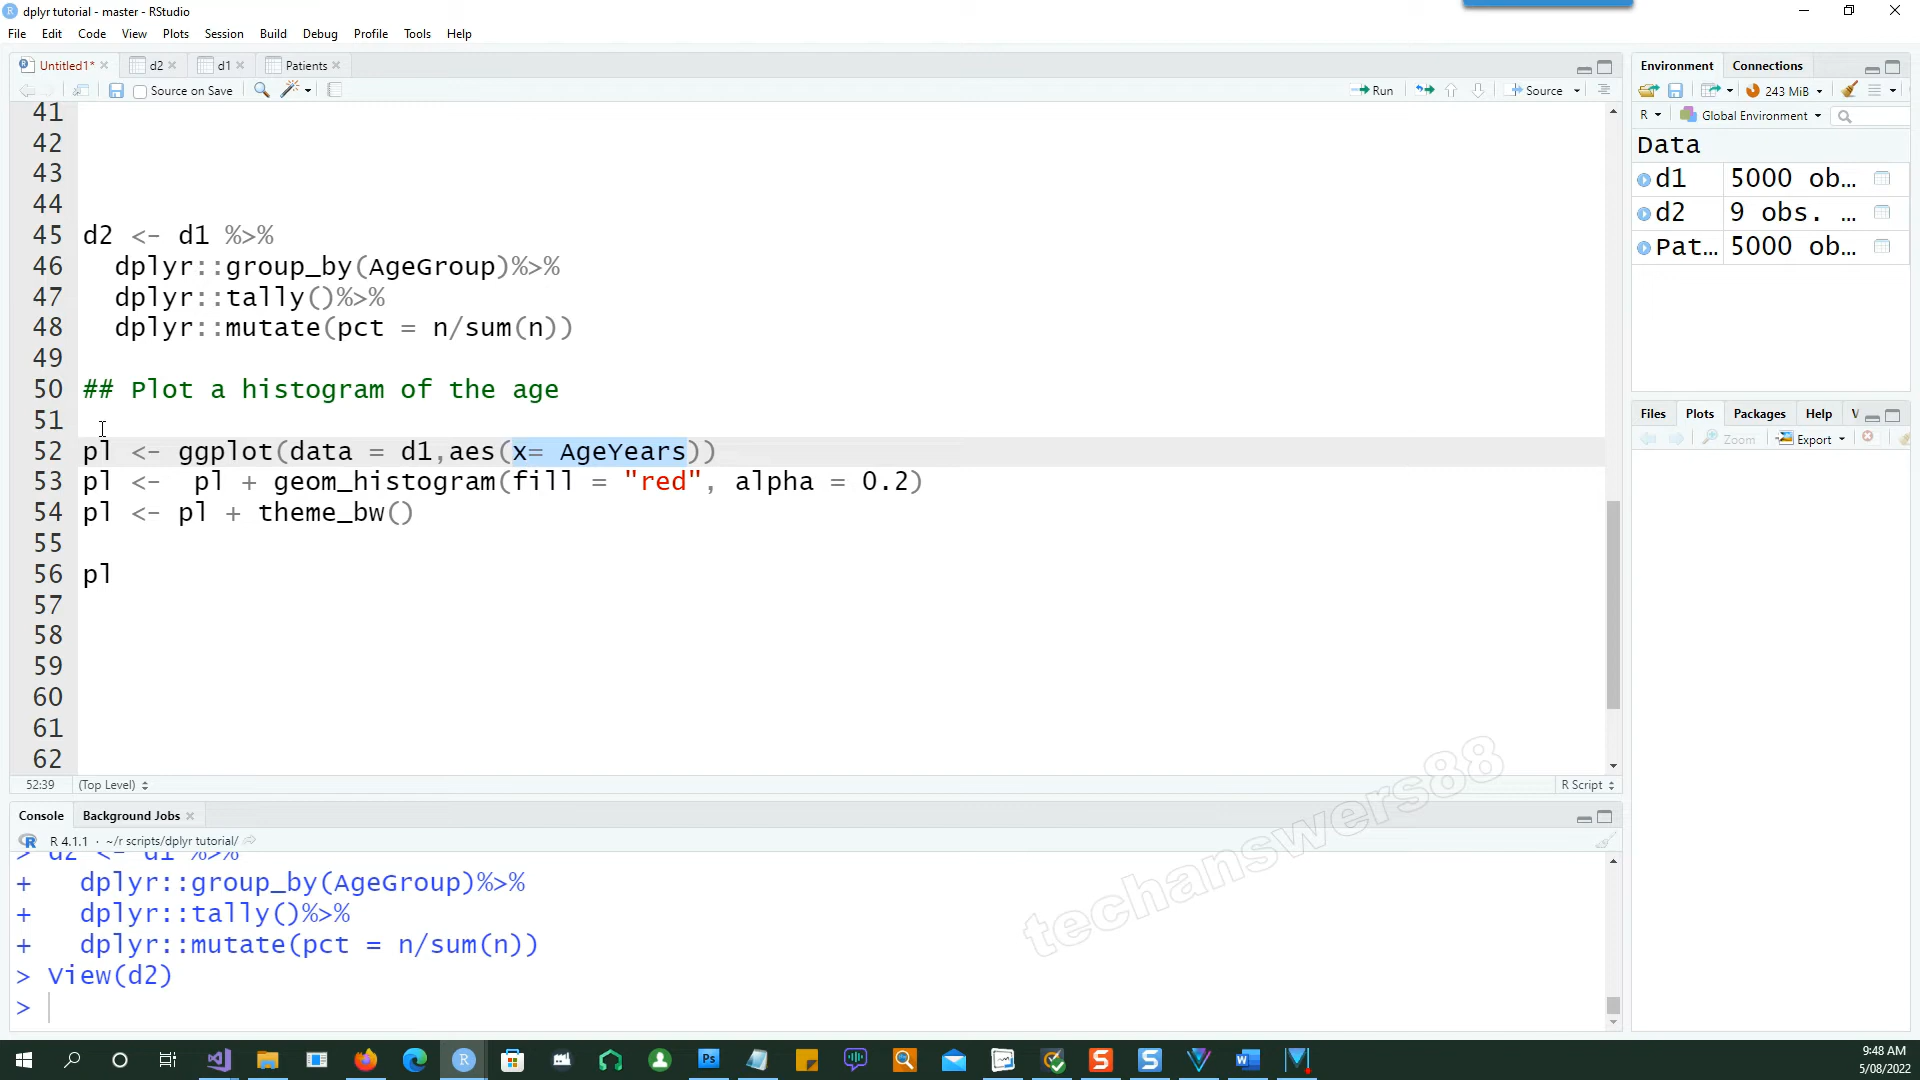 dplyr tutorial - master - RStudio
File Edit Code View Plots Session Build Debug Profile Tools Help
Untitled1* d2 d1 Patients
Source on Save Run Source
41
42
43
44
45 d2 <- d1 %>%
46 dplyr::group_by(AgeGroup)%>%
47 dplyr::tally()%>%
48 dplyr::mutate(pct = n/sum(n))
49
50 ## Plot a histogram of the age
51
52 pl <- ggplot(data = d1,aes(x= AgeYears))
53 pl <-  pl + geom_histogram(fill = "red", alpha = 0.2)
54 pl <- pl + theme_bw()
55
56 pl
57
58
59
60
61
62
52:39 (Top Level) R Script
Console Background Jobs
R 4.1.1 · ~/r scripts/dplyr tutorial/
> d2 <- d1 %>%
+ dplyr::group_by(AgeGroup)%>%
+ dplyr::tally()%>%
+ dplyr::mutate(pct = n/sum(n))
> View(d2)
>
Environment Connections
243 MiB
R Global Environment
Data
d1 5000 ob…
d2 9 obs. …
Pat… 5000 ob…
Files Plots Packages Help V
Zoom Export
techanswers88
Ps
9:48 AM
5/08/2022